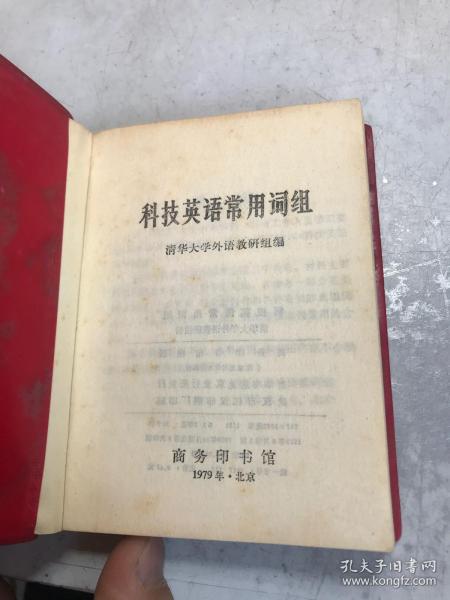 科技英语常用词组
清华大学外语教研组编
商务印书馆
1979年·北京
孔夫子旧书网
www.kongfz.com